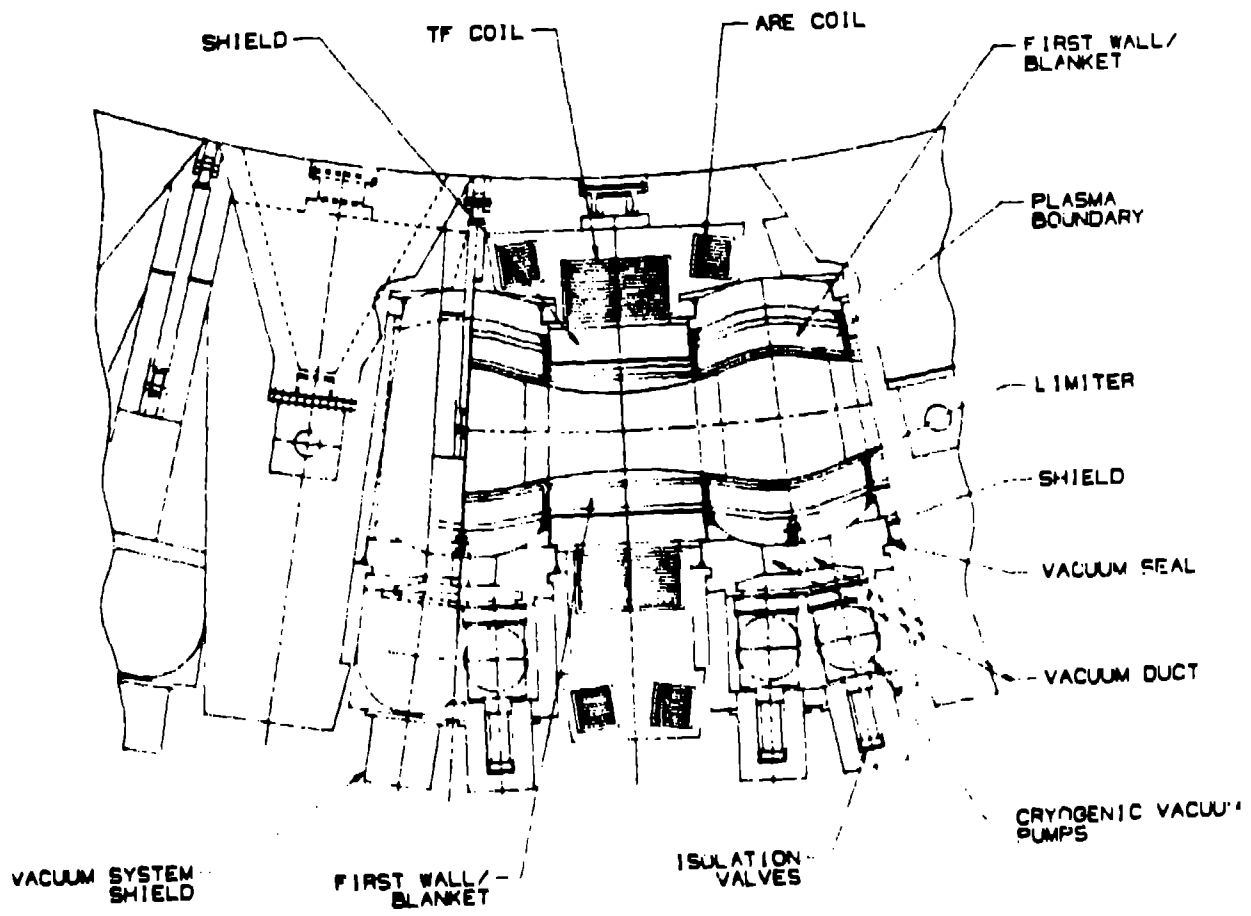 SHIELD
TF COIL
ARE COIL
FIRST WALL/
BLANKET
PLASMA
BOUNDARY
LIMITER
SHIELD
VACUUM SEAL
VACUUM DUCT
CRYOGENIC VACUU
PUMPS
ISOLATION
VALVES
FIRST WALL/
BLANKET
VACUUM SYSTEM
SHIELD